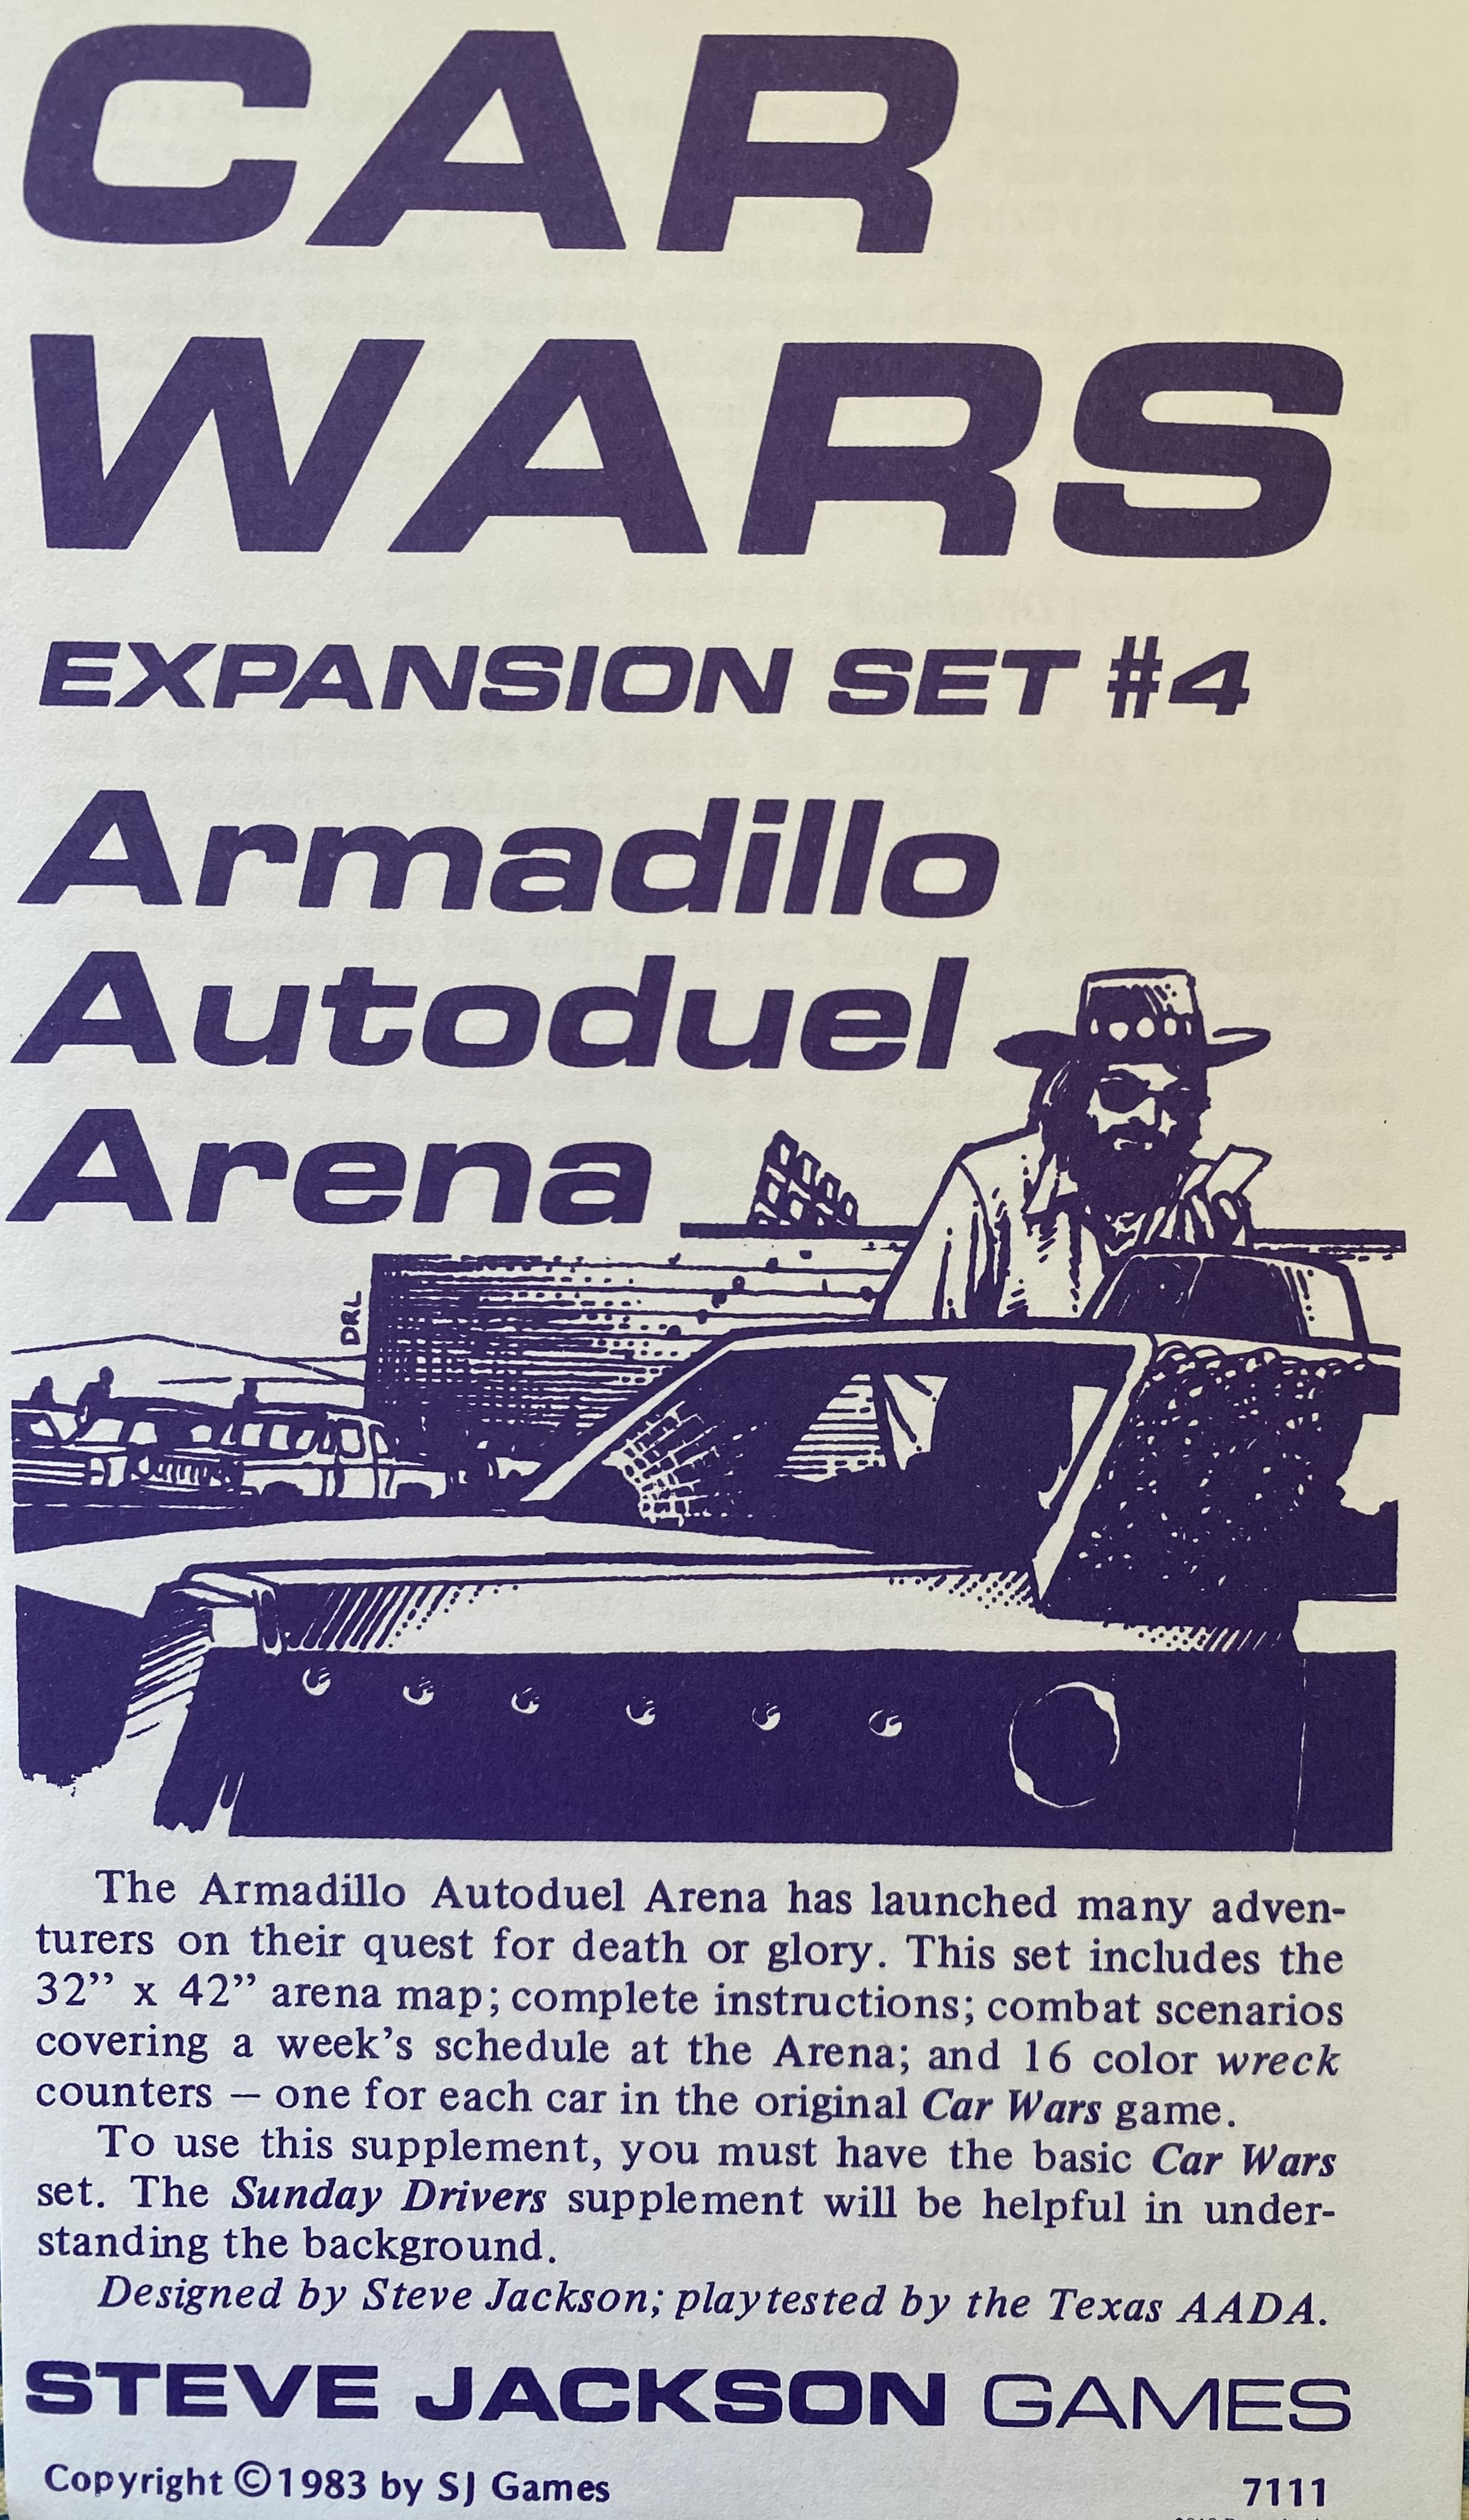 CAR
WARS
EXPANSION SET #4
Armadillo
Autoduel
Arena
DRL
The Armadillo Autoduel Arena has launched many adven-
turers on their quest for death or glory. This set includes the
32” x 42” arena map; complete instructions; combat scenarios
covering a week’s schedule at the Arena; and 16 color wreck
counters — one for each car in the original Car Wars game.
To use this supplement, you must have the basic Car Wars
set. The Sunday Drivers supplement will be helpful in under-
standing the background.
Designed by Steve Jackson; playtested by the Texas AADA.
STEVE JACKSON GAMES
Copyright ©1983 by SJ Games 7111